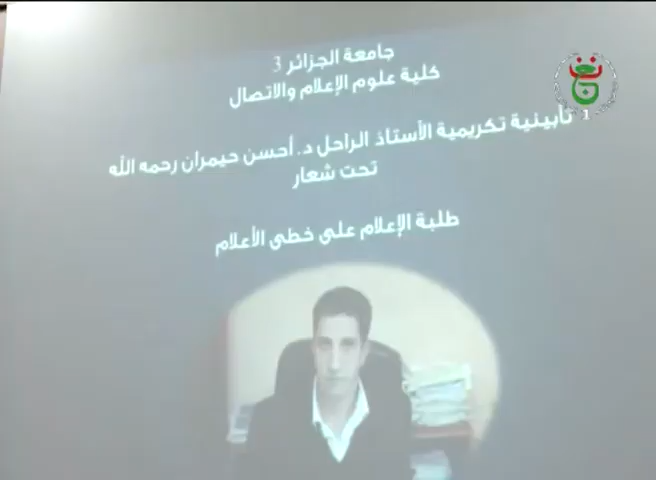 جامعة الجزائر 3
كلية علوم الإعلام والاتصال
تأبينية تكريمية الأستاذ الراحل د. أحسن حيمران رحمه الله
تحت شعار
طلبة الإعلام على خطى الأعلام
1